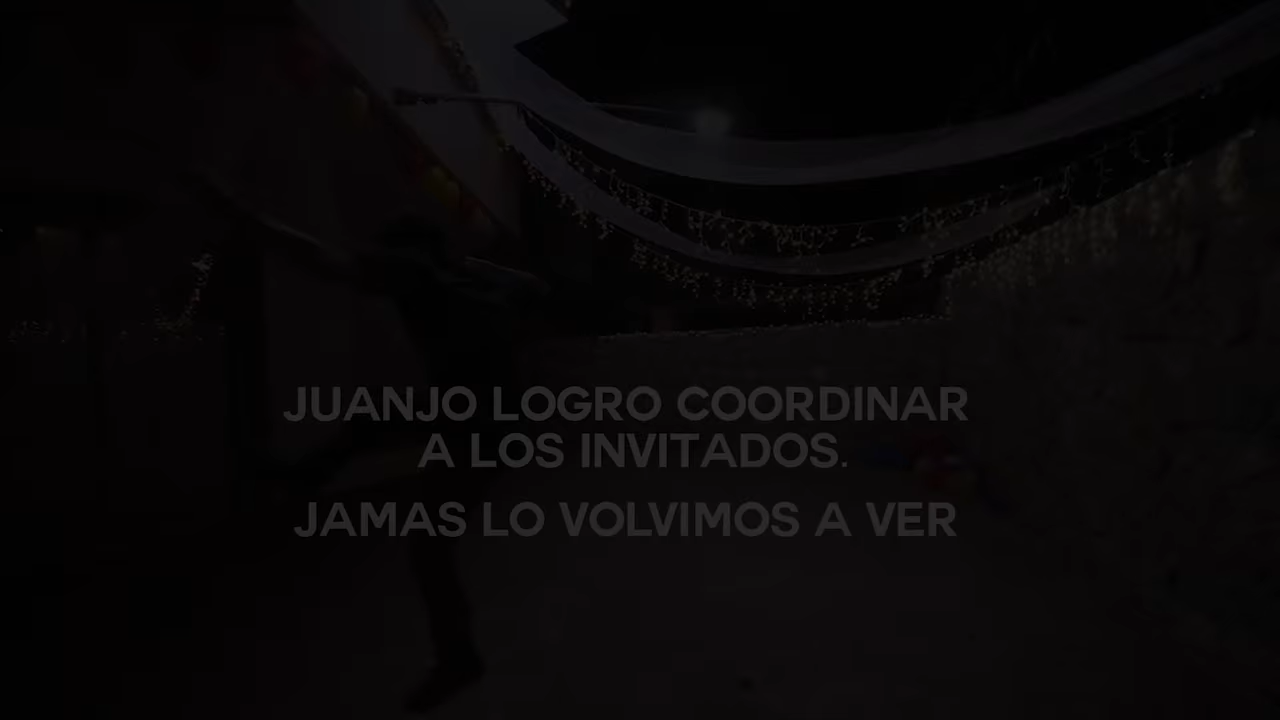 JUANJO LOGRO COORDINAR
A LOS INVITADOS.
JAMAS LO VOLVIMOS A VER